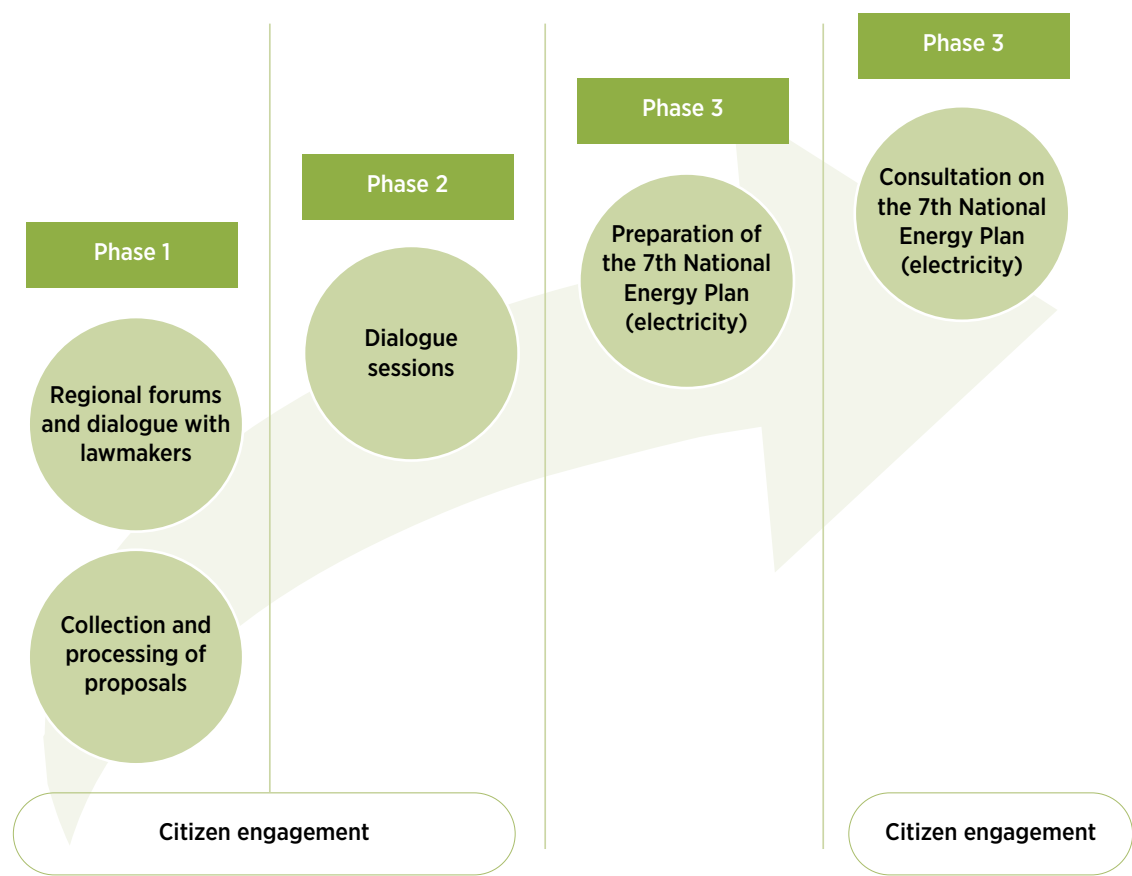 Phase 1
Regional forums
and dialogue with
lawmakers
Collection and
processing of
proposals
Phase 2
Dialogue
sessions
Phase 3
Preparation of
the 7th National
Energy Plan
(electricity)
Phase 3
Consultation on
the 7th National
Energy Plan
(electricity)
Citizen engagement
Citizen engagement